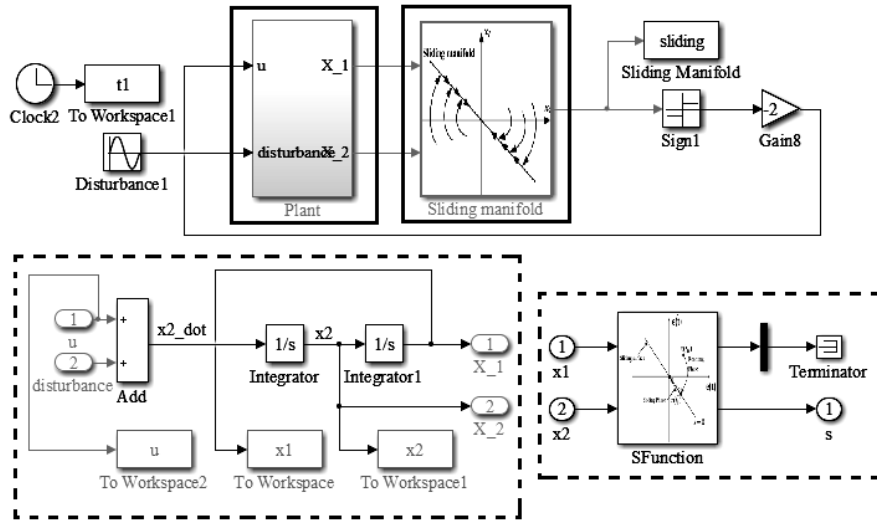 t1
Clock2
To Workspace1
Disturbance1
u
X_1
disturbance
X_2
Plant
Sliding manifold
Sliding manifold
sliding
Sliding Manifold
Sign1
-2
Gain8
1
u
2
disturbance
+
+
Add
x2_dot
1/s
Integrator
x2
1/s
Integrator1
1
X_1
2
X_2
u
To Workspace2
x1
To Workspace
x2
To Workspace1
1
x1
2
x2
SFunction
Terminator
1
s